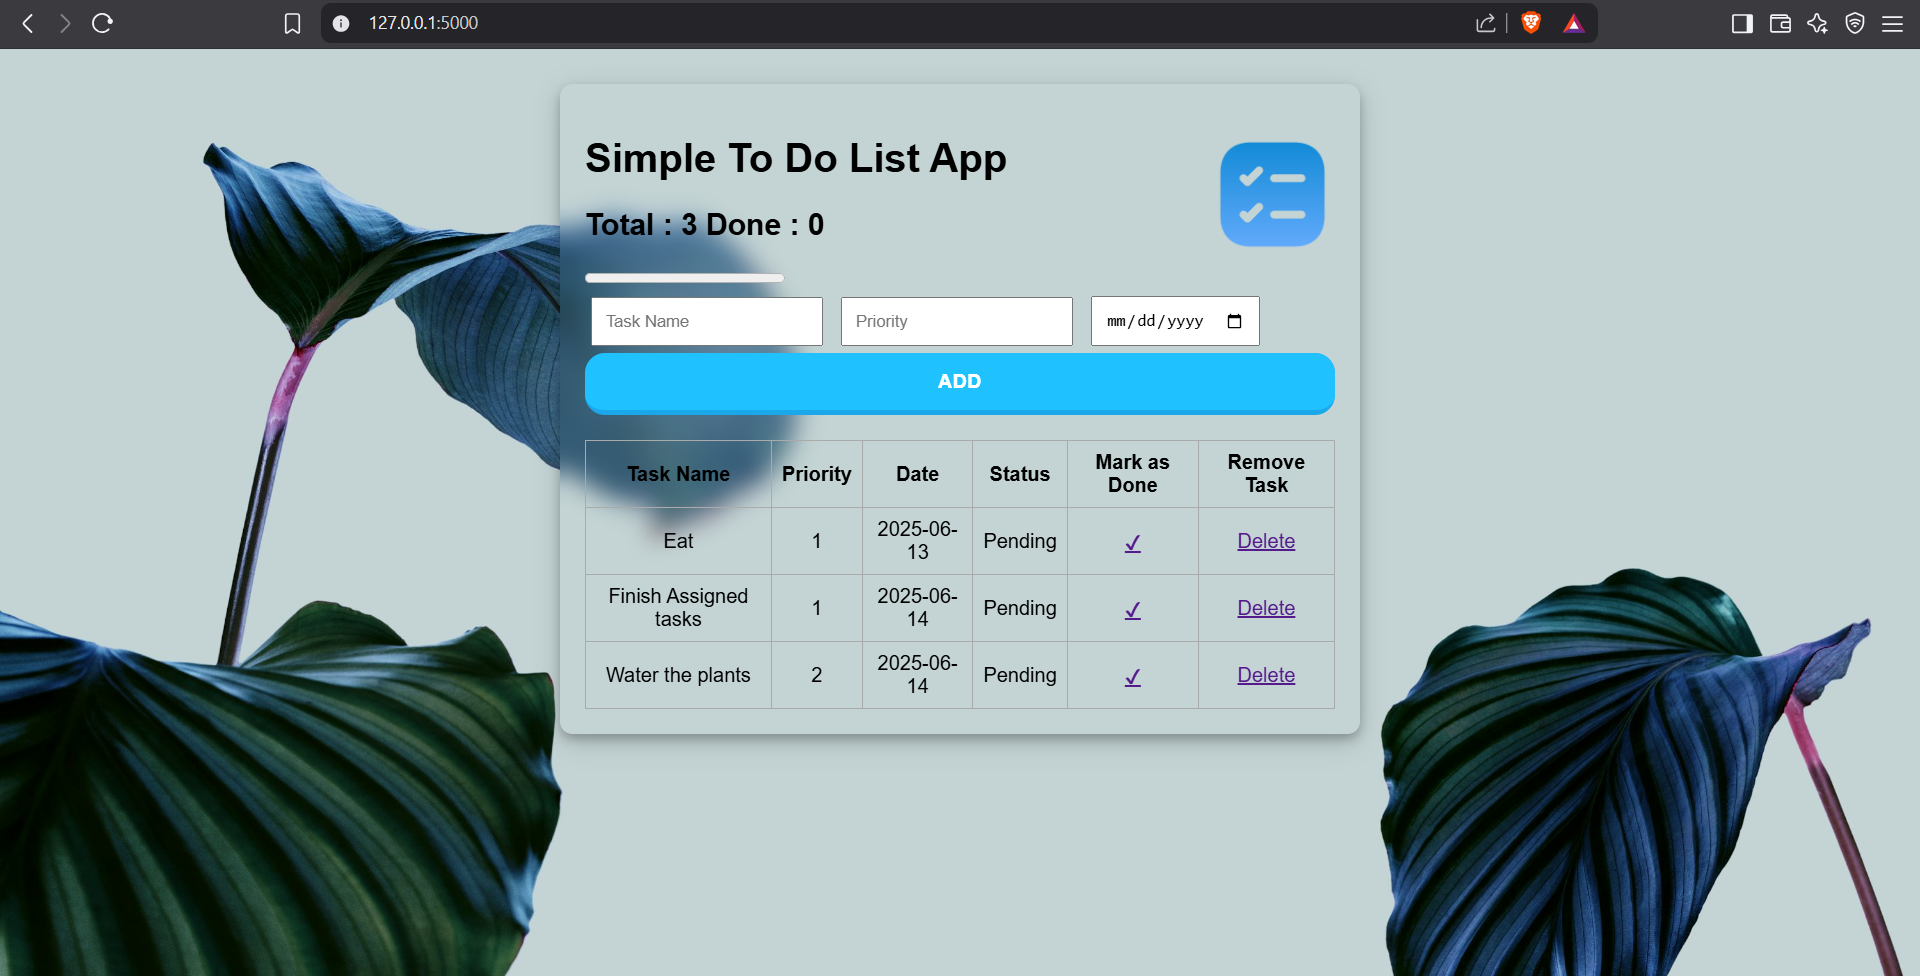 127.0.0.1:5000
Simple To Do List App
Total : 3 Done : 0
Task Name Priority mm/dd/yyyy
ADD
Task Name Priority Date Status Mark as Done Remove Task
Eat 1 2025-06-13 Pending ✓ Delete
Finish Assigned tasks 1 2025-06-14 Pending ✓ Delete
Water the plants 2 2025-06-14 Pending ✓ Delete